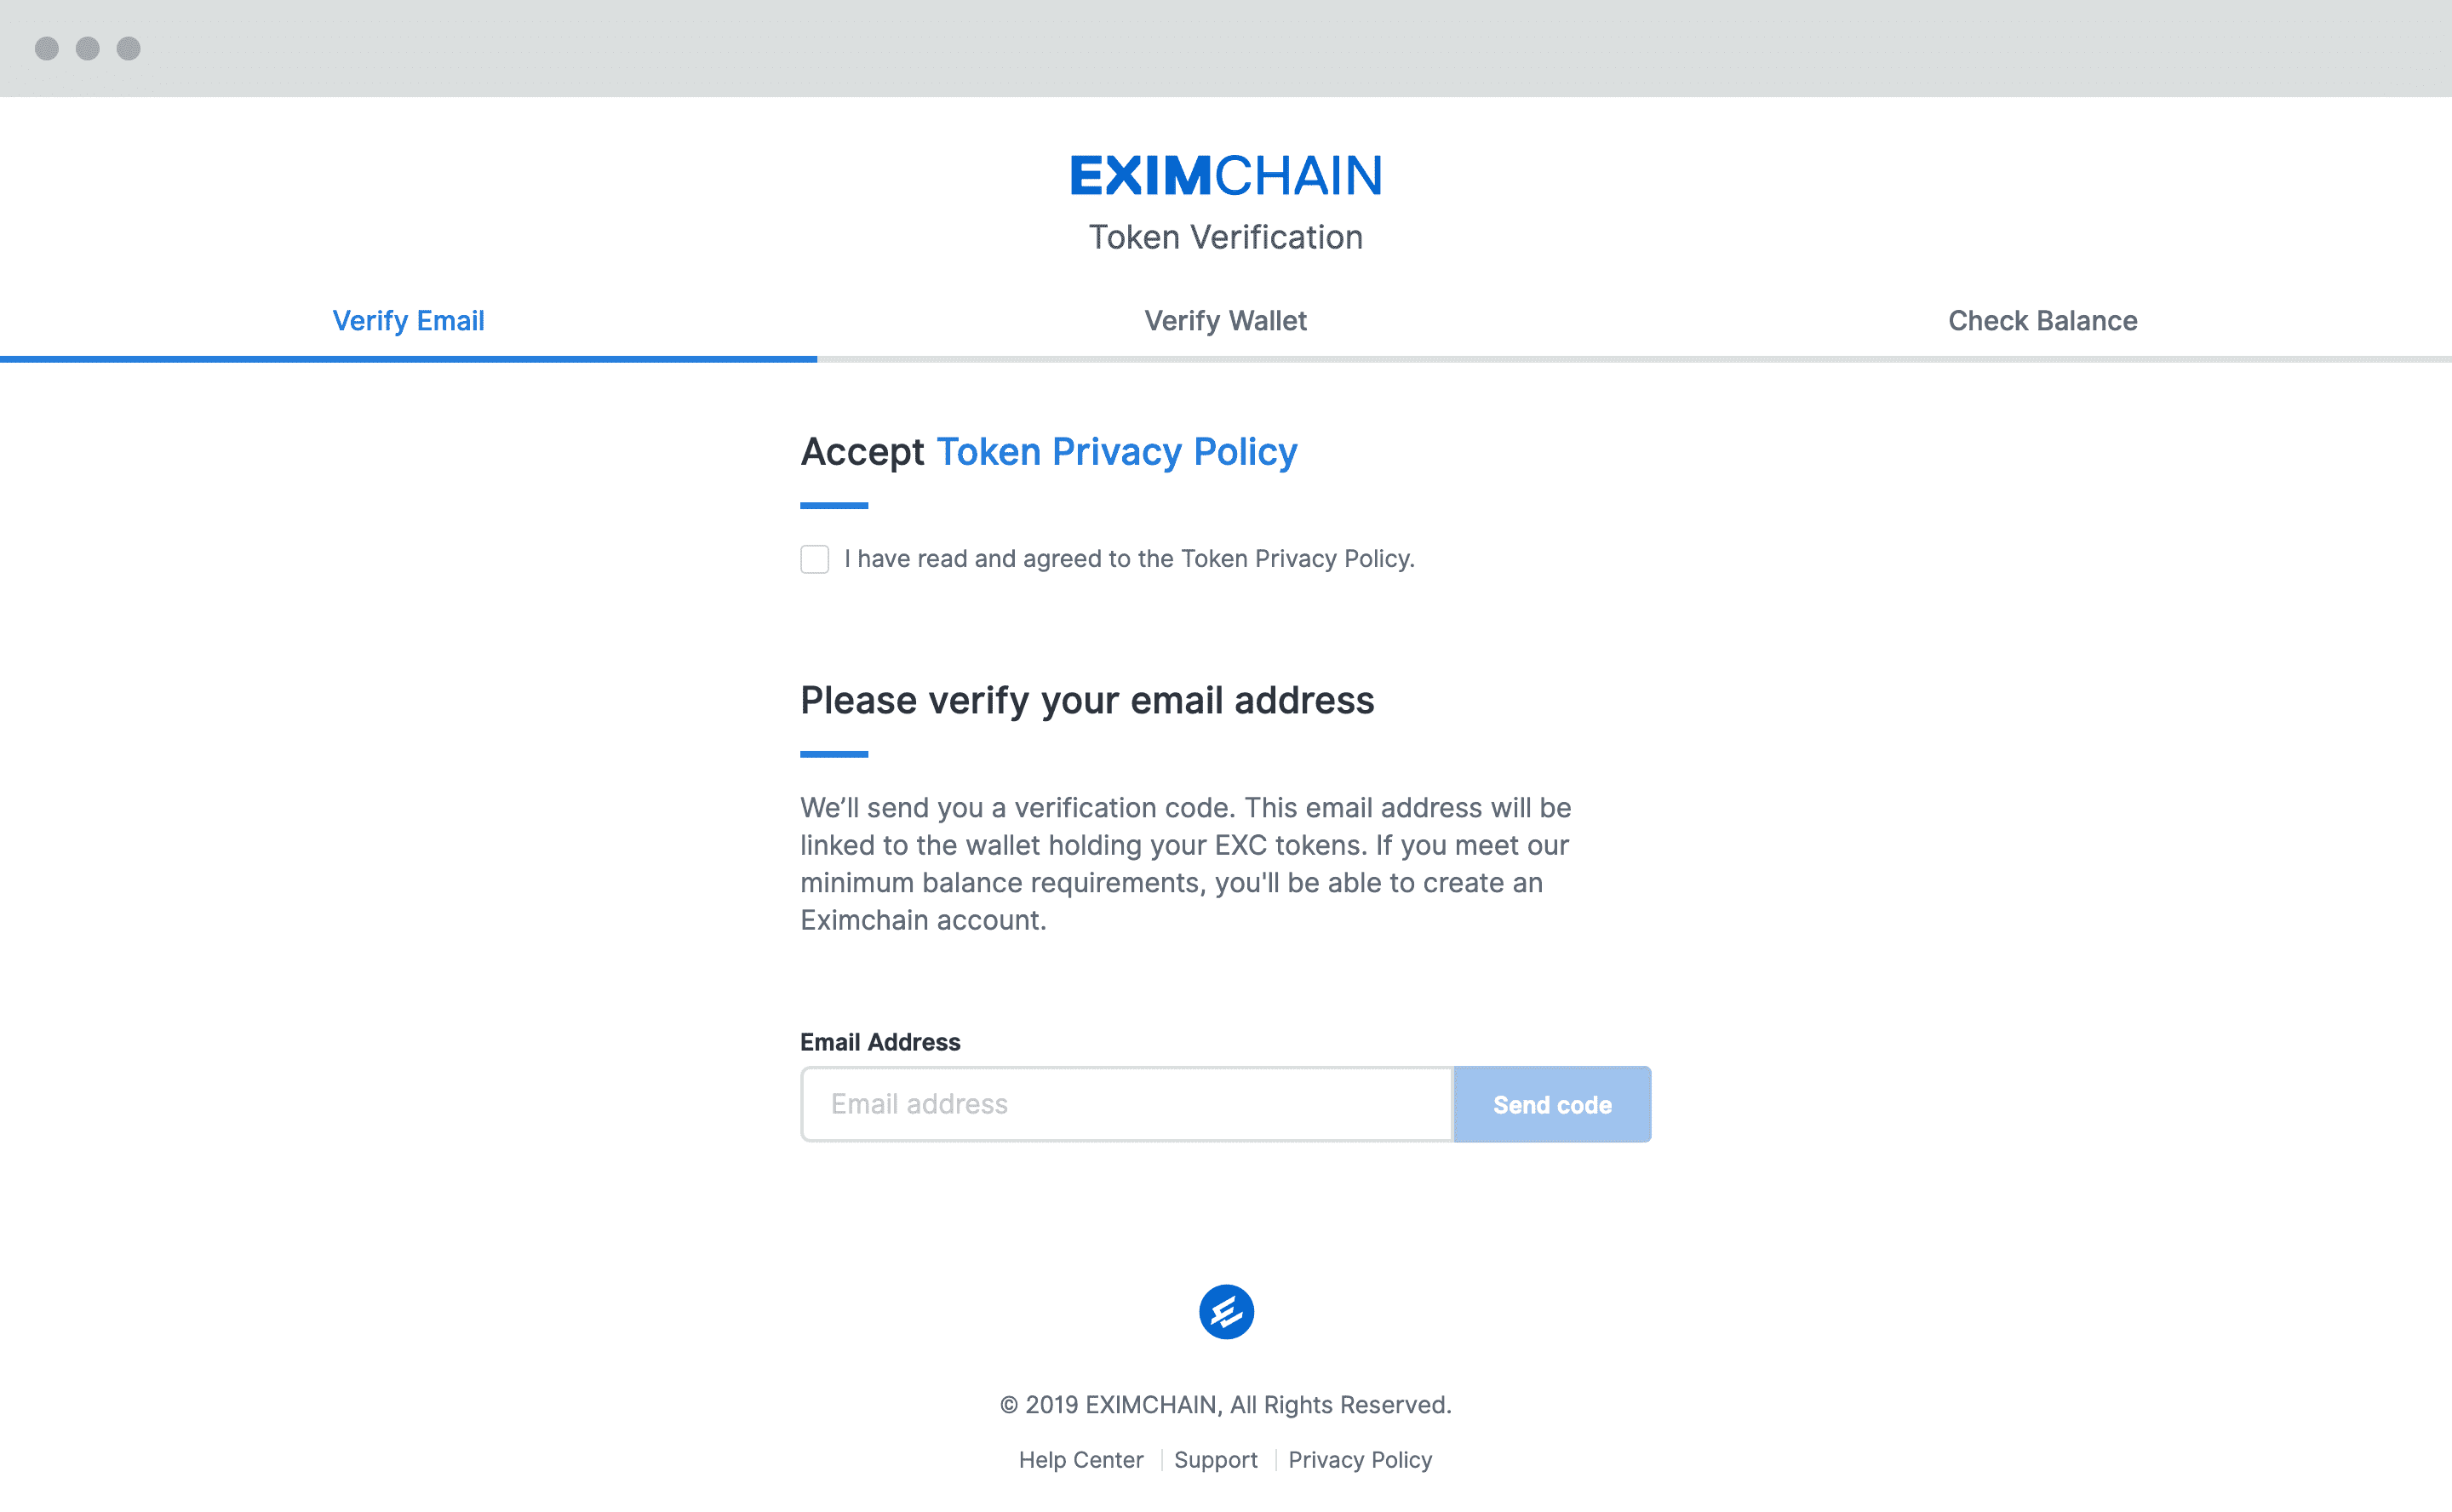 EXIMCHAIN
Token Verification
Verify Email
Verify Wallet
Check Balance
Accept Token Privacy Policy
I have read and agreed to the Token Privacy Policy.
Please verify your email address
We’ll send you a verification code. This email address will be
linked to the wallet holding your EXC tokens. If you meet our
minimum balance requirements, you'll be able to create an
Eximchain account.
Email Address
Email address
Send code
© 2019 EXIMCHAIN, All Rights Reserved.
Help Center
Support
Privacy Policy